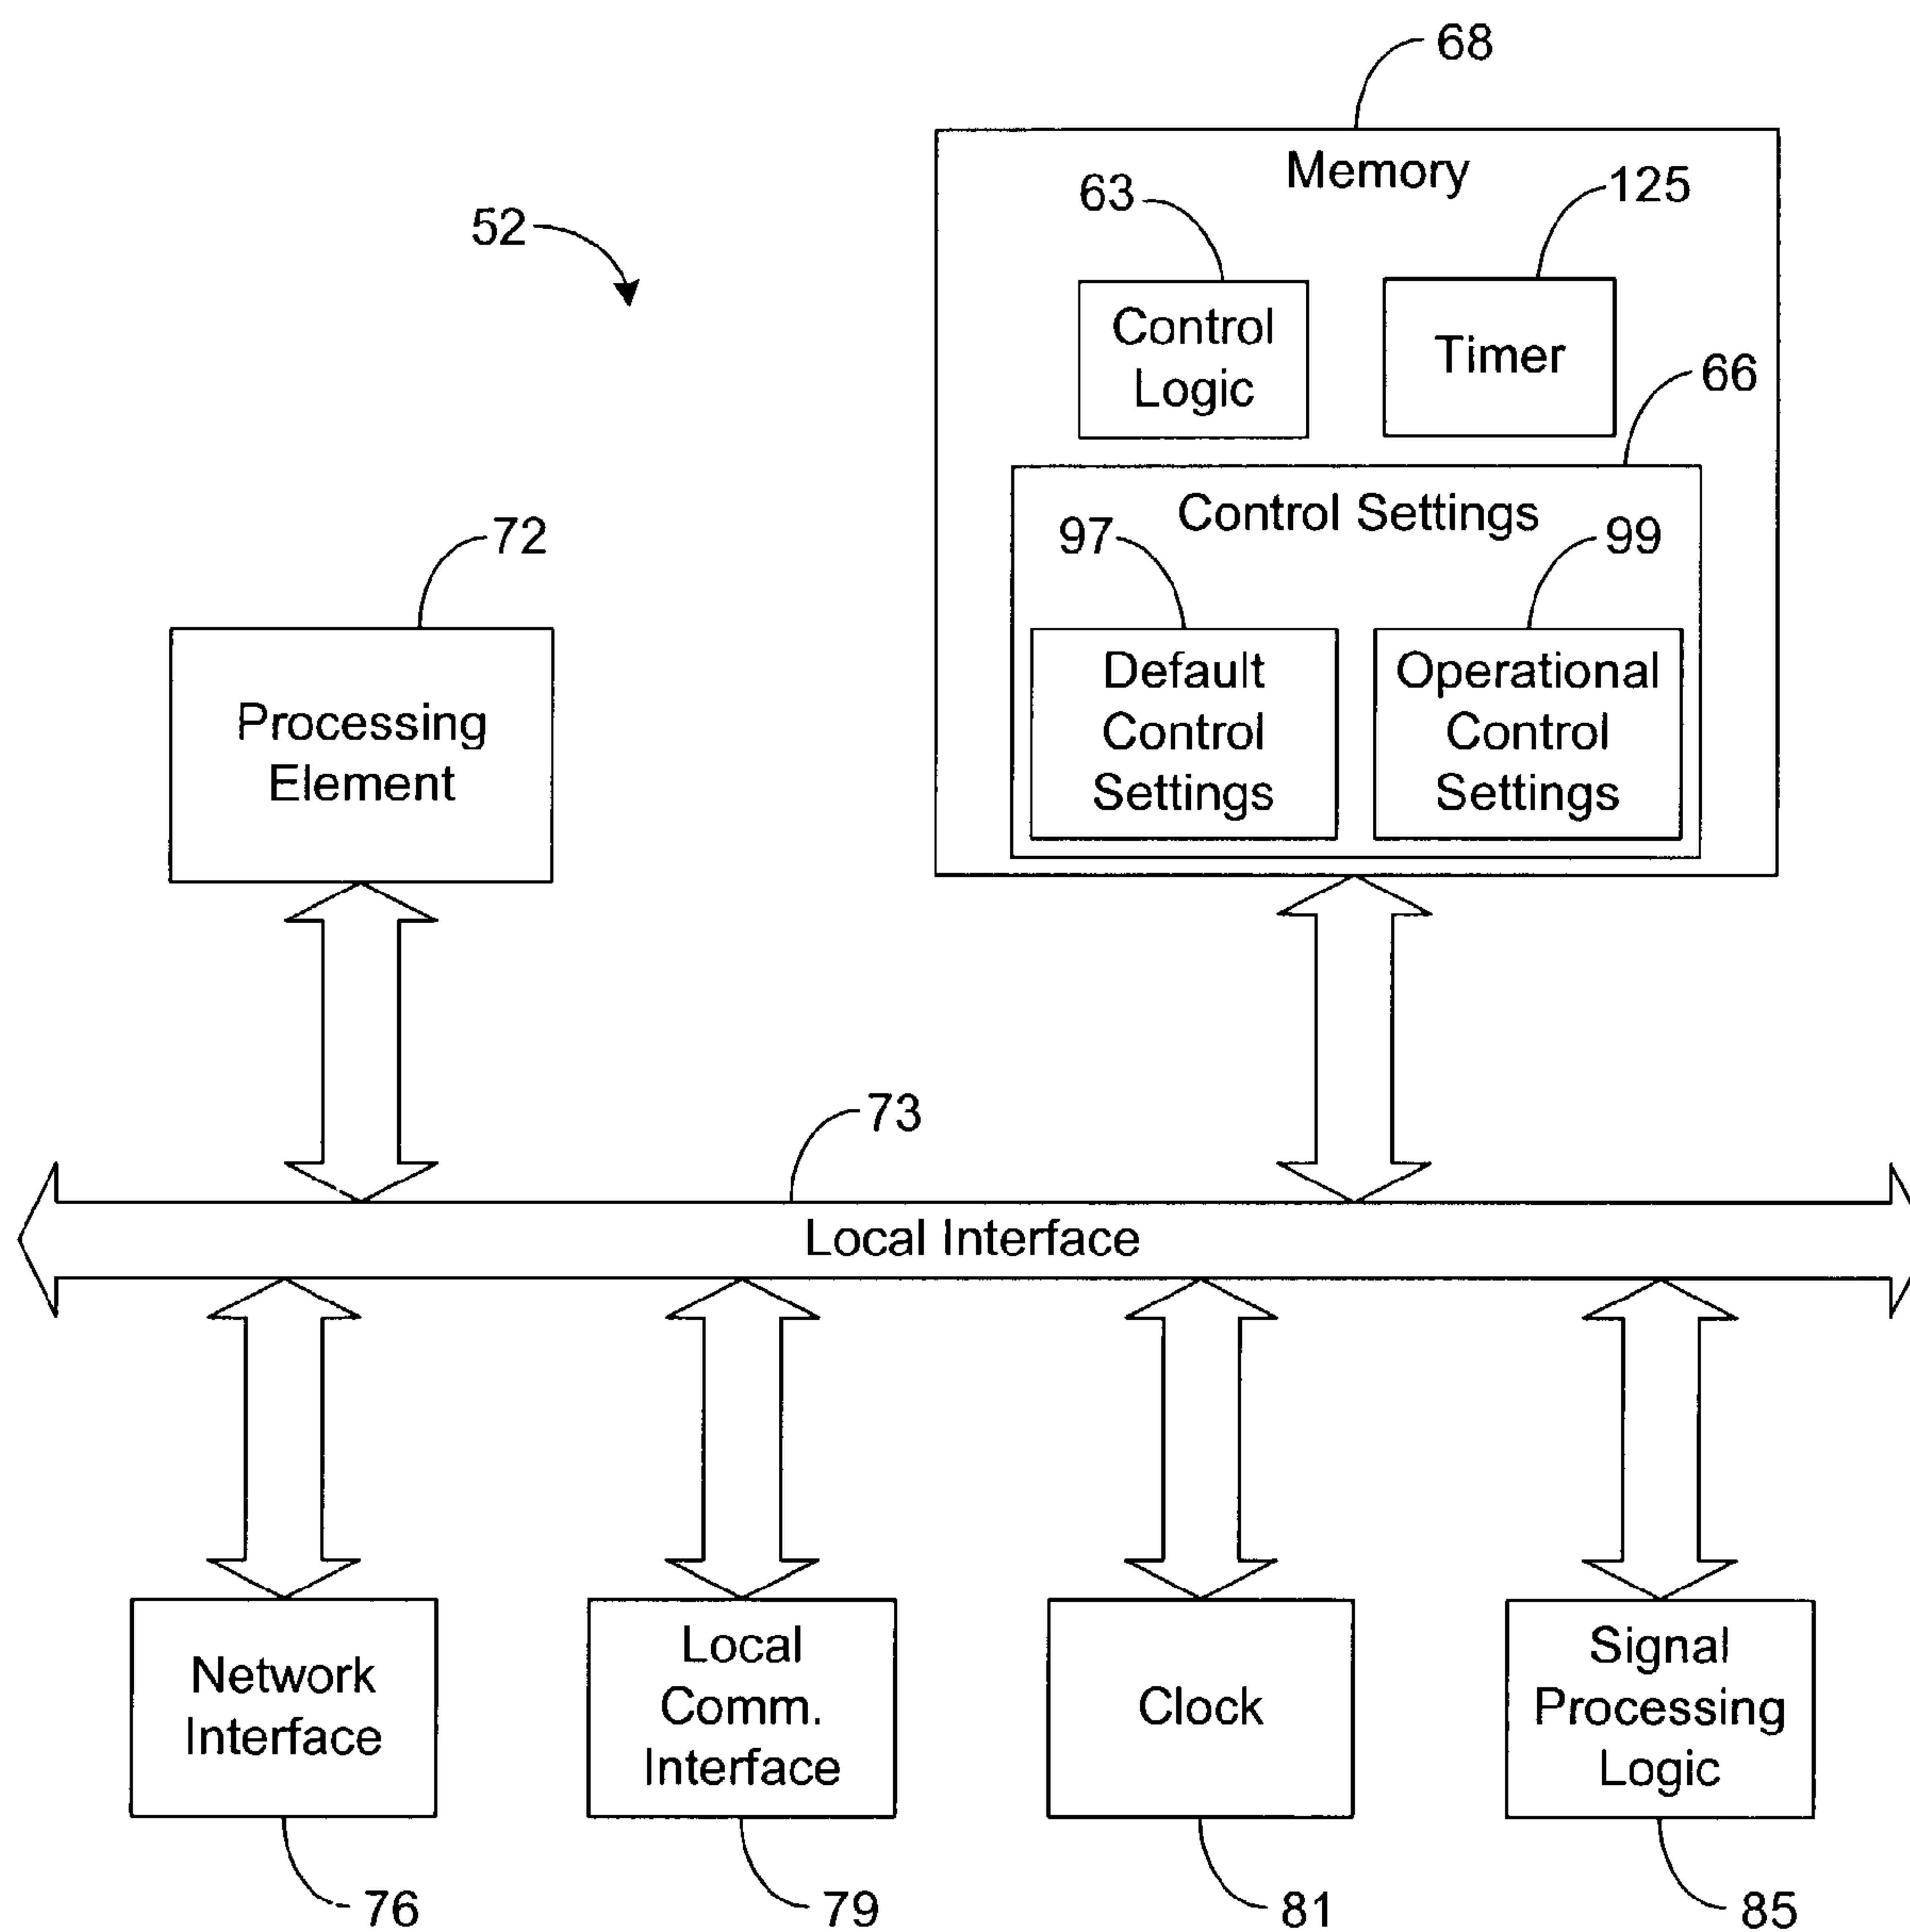 68
Memory
63
125
52
Control
Logic
Timer
66
Control Settings
97
99
72
Default
Control
Settings
Operational
Control
Settings
Processing
Element
73
Local Interface
Network
Interface
Local
Comm.
Interface
Clock
Signal
Processing
Logic
76
79
81
85